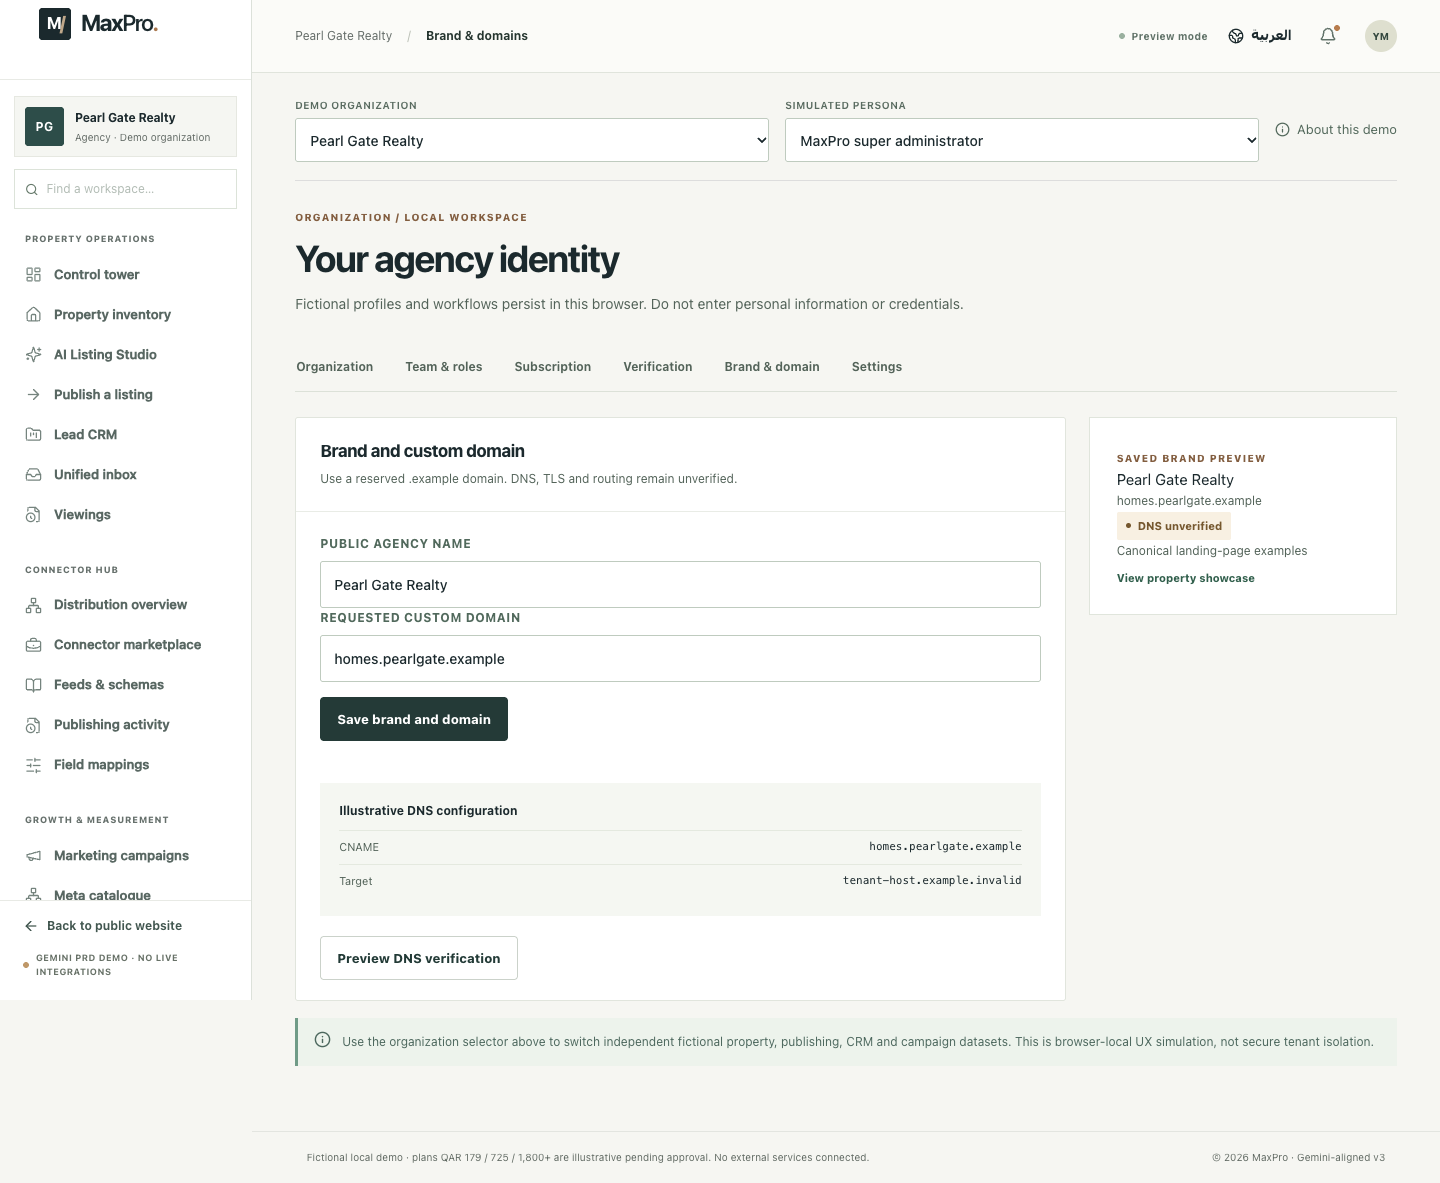 M/ MaxPro.
PG
Pearl Gate Realty
Agency · Demo organization
Find a workspace...
PROPERTY OPERATIONS
Control tower
Property inventory
AI Listing Studio
Publish a listing
Lead CRM
Unified inbox
Viewings
CONNECTOR HUB
Distribution overview
Connector marketplace
Feeds & schemas
Publishing activity
Field mappings
GROWTH & MEASUREMENT
Marketing campaigns
Meta catalogue
Back to public website
GEMINI PRD DEMO · NO LIVE
INTEGRATIONS
Pearl Gate Realty / Brand & domains
Preview mode
العربية
YM
DEMO ORGANIZATION
Pearl Gate Realty
SIMULATED PERSONA
MaxPro super administrator
About this demo
ORGANIZATION / LOCAL WORKSPACE
Your agency identity
Fictional profiles and workflows persist in this browser. Do not enter personal information or credentials.
Organization Team & roles Subscription Verification Brand & domain Settings
Brand and custom domain
Use a reserved .example domain. DNS, TLS and routing remain unverified.
PUBLIC AGENCY NAME
Pearl Gate Realty
REQUESTED CUSTOM DOMAIN
homes.pearlgate.example
Save brand and domain
Illustrative DNS configuration
CNAME homes.pearlgate.example
Target tenant-host.example.invalid
Preview DNS verification
SAVED BRAND PREVIEW
Pearl Gate Realty
homes.pearlgate.example
DNS unverified
Canonical landing-page examples
View property showcase
Use the organization selector above to switch independent fictional property, publishing, CRM and campaign datasets. This is browser-local UX simulation, not secure tenant isolation.
Fictional local demo · plans QAR 179 / 725 / 1,800+ are illustrative pending approval. No external services connected.
© 2026 MaxPro · Gemini-aligned v3